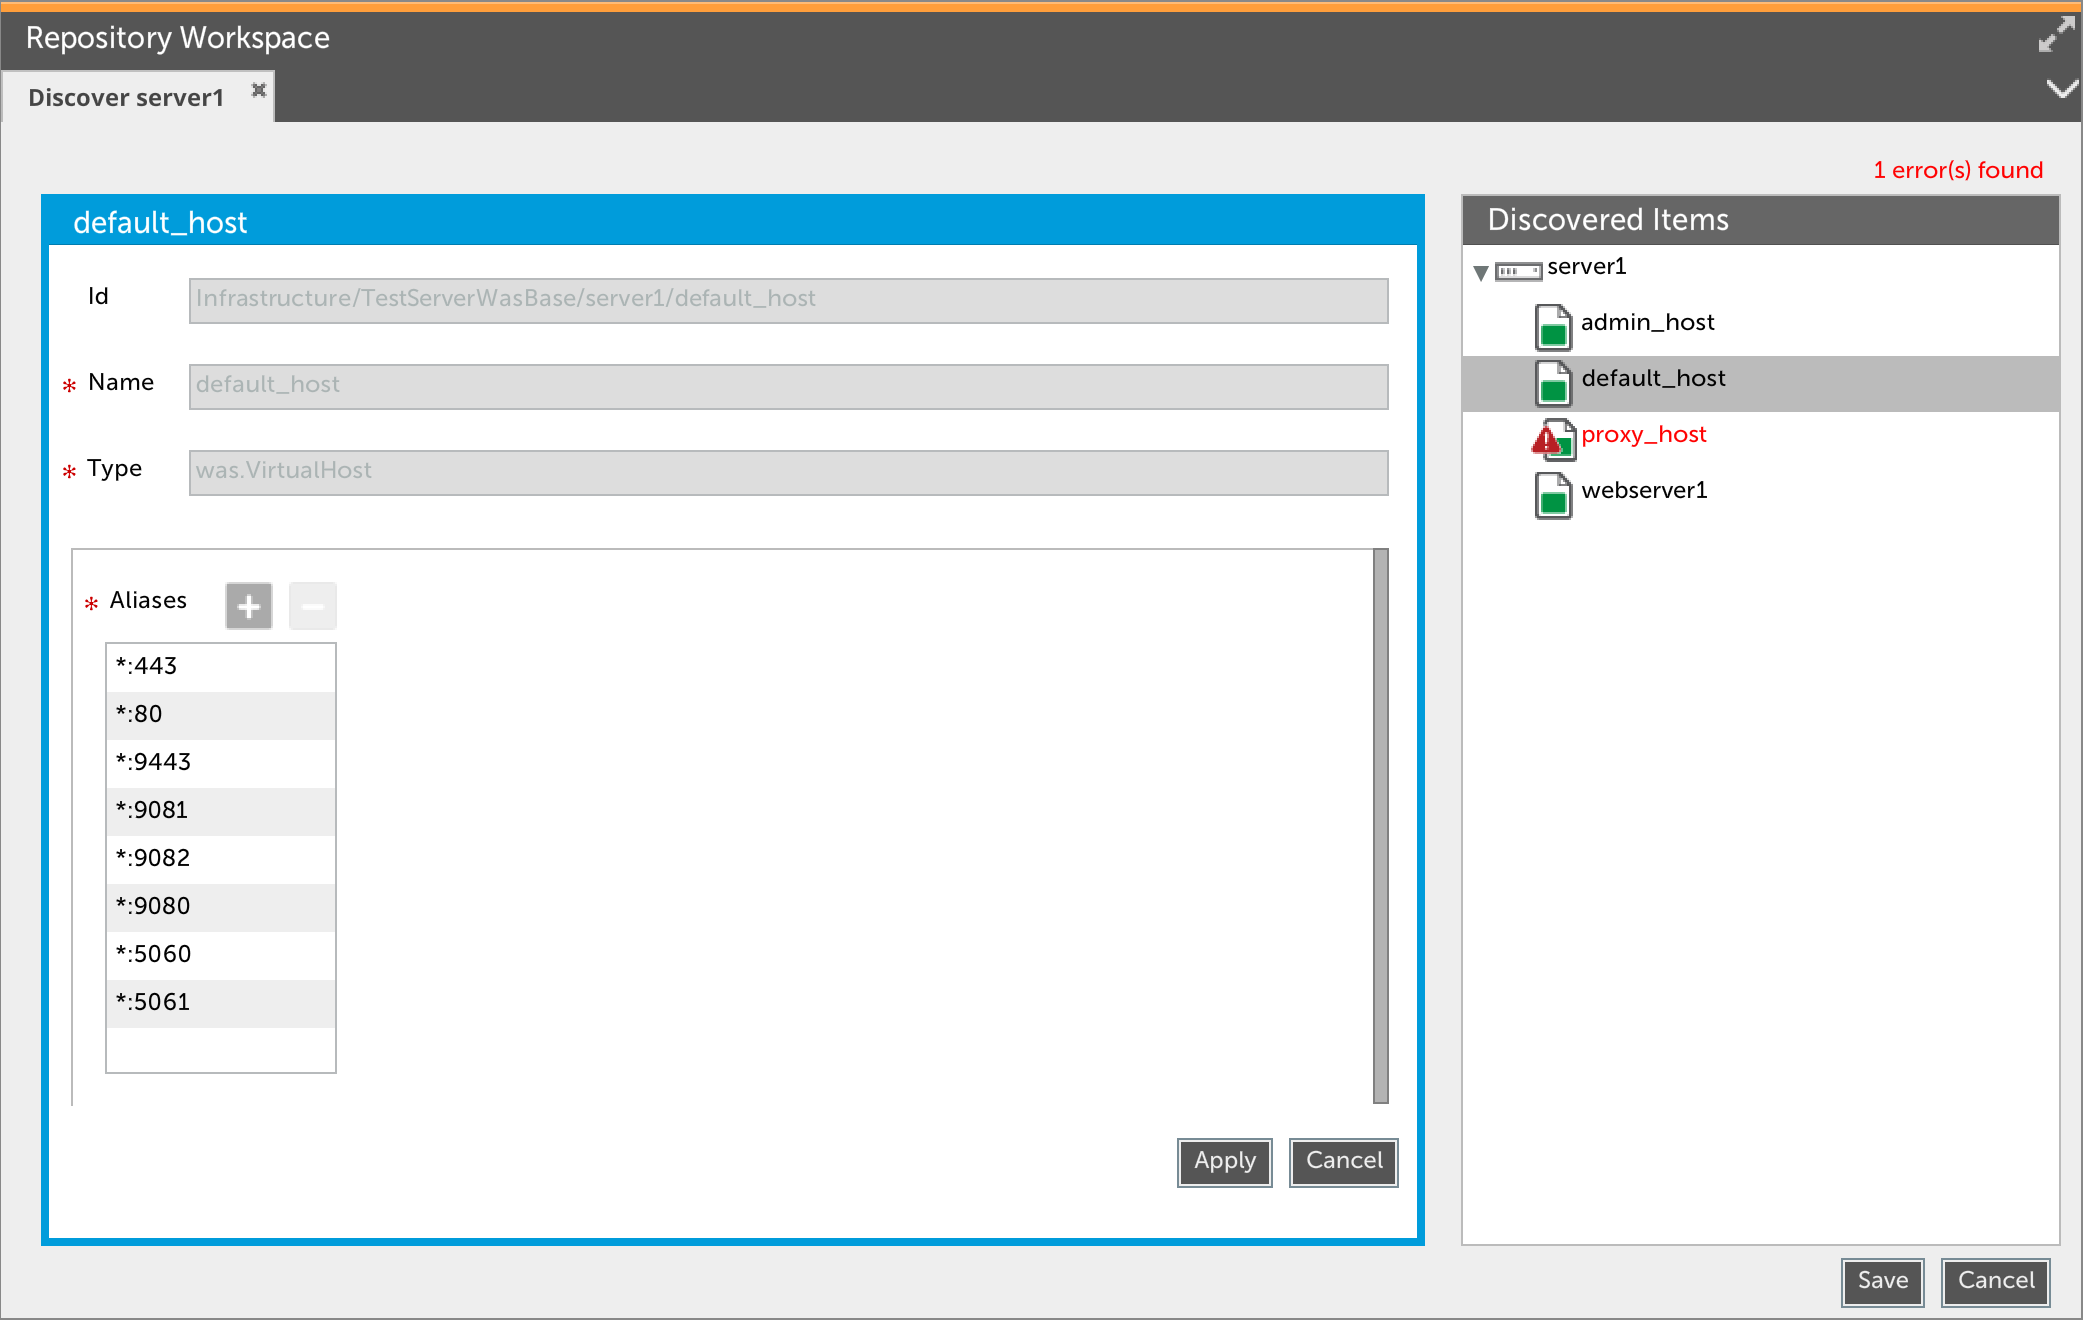 Repository Workspace
Discover server1
1 error(s) found
default_host
Id
Infrastructure/TestServerWasBase/server1/default_host
* Name
default_host
* Type
was.VirtualHost
* Aliases
*:443
*:80
*:9443
*:9081
*:9082
*:9080
*:5060
*:5061
Apply
Cancel
Discovered Items
server1
admin_host
default_host
proxy_host
webserver1
Save
Cancel